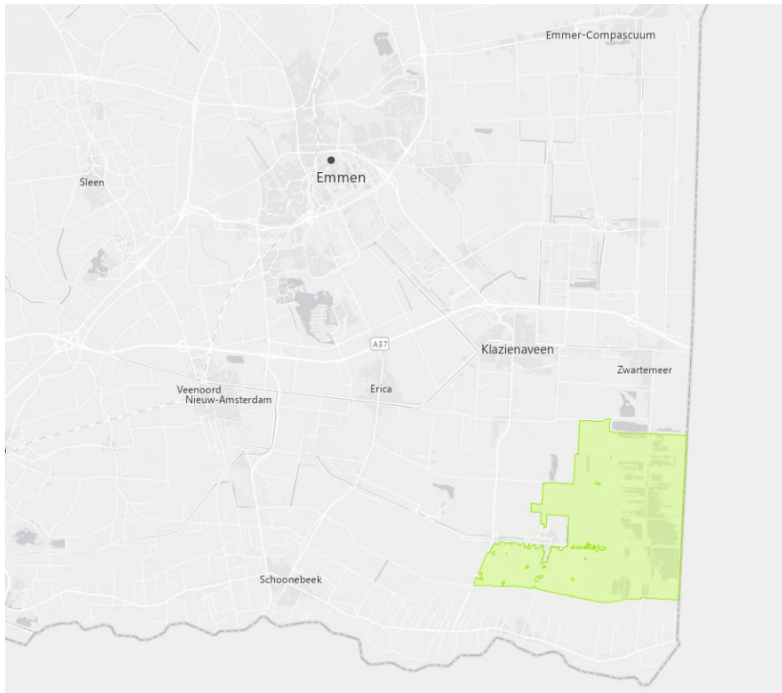 Emmer-Compascuum
Sleen
Emmen
A37
Klazienaveen
Zwartemeer
Veenoord
Nieuw-Amsterdam
Erica
Schoonebeek